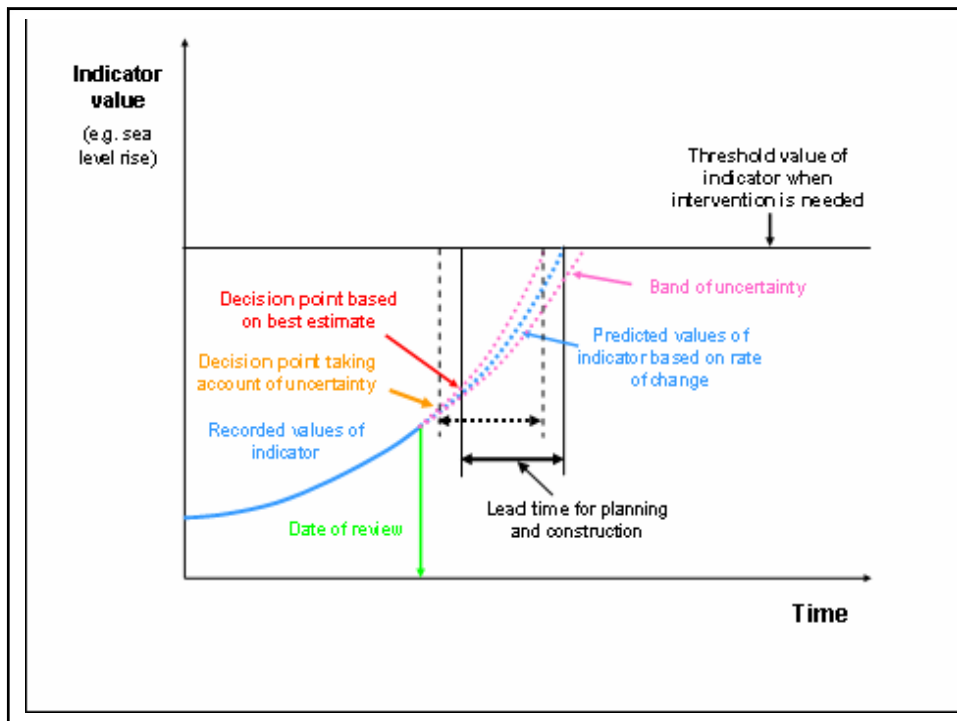 Indicator
value
(e.g. sea
level rise)
Threshold value of
indicator when
intervention is needed
Band of uncertainty
Decision point based
on best estimate
Predicted values of
indicator based on rate
of change
Decision point taking
account of uncertainty
Recorded values of
indicator
Lead time for planning
and construction
Date of review
Time